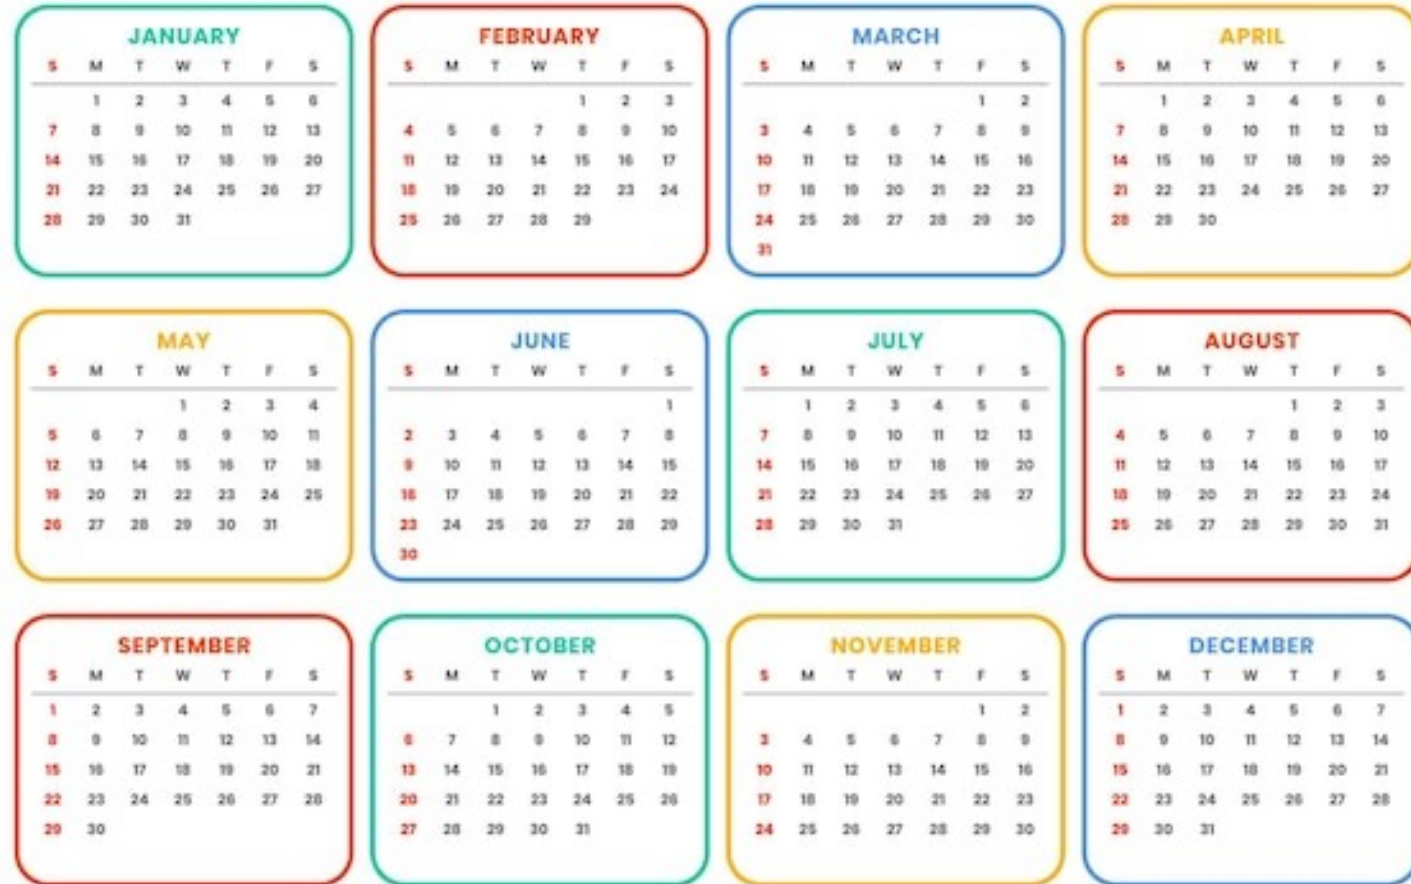 JANUARY
S M T W T F S
1 2 3 4 5 6
7 8 9 10 11 12 13
14 15 16 17 18 19 20
21 22 23 24 25 26 27
28 29 30 31
FEBRUARY
S M T W T F S
1 2 3
4 5 6 7 8 9 10
11 12 13 14 15 16 17
18 19 20 21 22 23 24
25 26 27 28 29
MARCH
S M T W T F S
1 2
3 4 5 6 7 8 9
10 11 12 13 14 15 16
17 18 19 20 21 22 23
24 25 26 27 28 29 30
31
APRIL
S M T W T F S
1 2 3 4 5 6
7 8 9 10 11 12 13
14 15 16 17 18 19 20
21 22 23 24 25 26 27
28 29 30
MAY
S M T W T F S
1 2 3 4
5 6 7 8 9 10 11
12 13 14 15 16 17 18
19 20 21 22 23 24 25
26 27 28 29 30 31
JUNE
S M T W T F S
1
2 3 4 5 6 7 8
9 10 11 12 13 14 15
16 17 18 19 20 21 22
23 24 25 26 27 28 29
30
JULY
S M T W T F S
1 2 3 4 5 6
7 8 9 10 11 12 13
14 15 16 17 18 19 20
21 22 23 24 25 26 27
28 29 30 31
AUGUST
S M T W T F S
1 2 3
4 5 6 7 8 9 10
11 12 13 14 15 16 17
18 19 20 21 22 23 24
25 26 27 28 29 30 31
SEPTEMBER
S M T W T F S
1 2 3 4 5 6 7
8 9 10 11 12 13 14
15 16 17 18 19 20 21
22 23 24 25 26 27 28
29 30
OCTOBER
S M T W T F S
1 2 3 4 5
6 7 8 9 10 11 12
13 14 15 16 17 18 19
20 21 22 23 24 25 26
27 28 29 30 31
NOVEMBER
S M T W T F S
1 2
3 4 5 6 7 8 9
10 11 12 13 14 15 16
17 18 19 20 21 22 23
24 25 26 27 28 29 30
DECEMBER
S M T W T F S
1 2 3 4 5 6 7
8 9 10 11 12 13 14
15 16 17 18 19 20 21
22 23 24 25 26 27 28
29 30 31